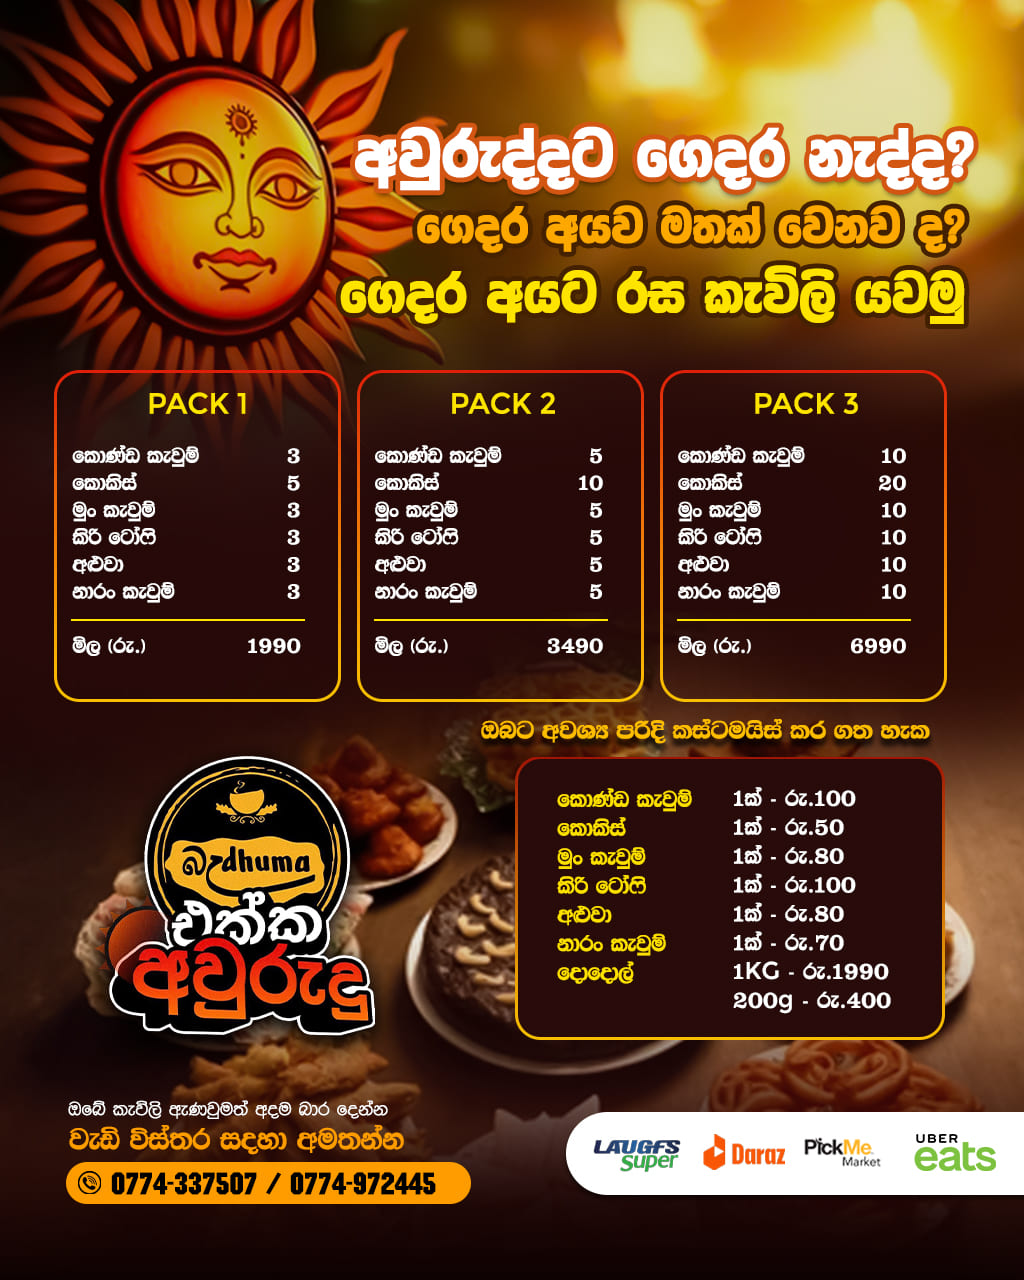 අවුරුද්දට ගෙදර නැද්ද?
ගෙදර අයව මතක් වෙනව ද?
ගෙදර අයට රස කැවිලි යවමු
PACK 1
කොණ්ඩ කැවුම් 3
කොකිස් 5
මුං කැවුම් 3
කිරි ටෝෆි 3
අළුවා 3
නාරං කැවුම් 3
මිල (රු.) 1990
PACK 2
කොණ්ඩ කැවුම් 5
කොකිස් 10
මුං කැවුම් 5
කිරි ටෝෆි 5
අළුවා 5
නාරං කැවුම් 5
මිල (රු.) 3490
PACK 3
කොණ්ඩ කැවුම් 10
කොකිස් 20
මුං කැවුම් 10
කිරි ටෝෆි 10
අළුවා 10
නාරං කැවුම් 10
මිල (රු.) 6990
ඔබට අවශ්‍ය පරිදි කස්ටමයිස් කර ගත හැක
කොණ්ඩ කැවුම් 1ක් - රු.100
කොකිස් 1ක් - රු.50
මුං කැවුම් 1ක් - රු.80
කිරි ටෝෆි 1ක් - රු.100
අළුවා 1ක් - රු.80
නාරං කැවුම් 1ක් - රු.70
දොදොල් 1KG - රු.1990
200g - රු.400
බැdhuma
එක්ක
අවුරුදු
ඔබේ කැවිලි ඇණවුමත් අදම බාර දෙන්න
වැඩි විස්තර සදහා අමතන්න
0774-337507 / 0774-972445
LAUGFS
Super
Daraz
PickMe
Market
UBER
eats